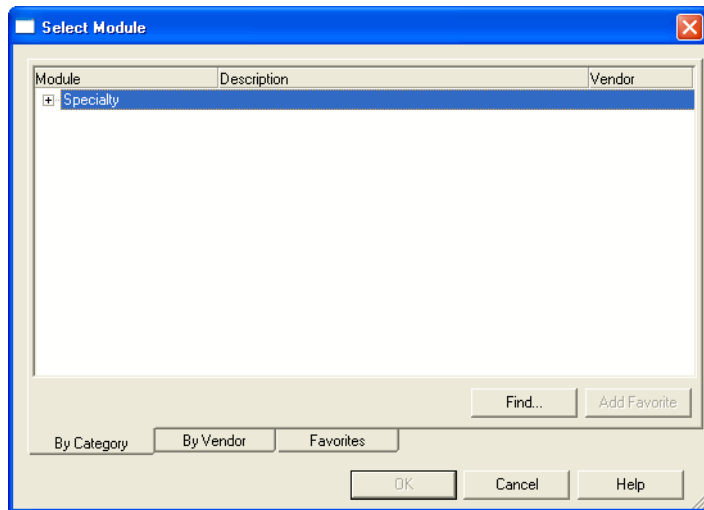 Select Module
Module Description Vendor
Specialty
Find... Add Favorite
By Category By Vendor Favorites
OK Cancel Help